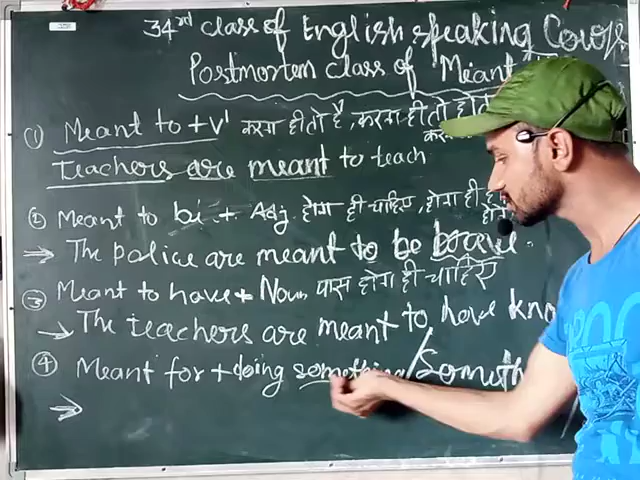 34rd class of English speaking Course
Postmortem class of Meant
① Meant to + V¹ करना ही तो है, करना ही तो होता
Teachers are meant to teach
② Meant to be + Adj. होना ही चाहिए, होना ही
→ The police are meant to be brave.
③ Meant to have + Noun पास होना ही चाहिए
→ The teachers are meant to have
④ Meant for + doing something /
→